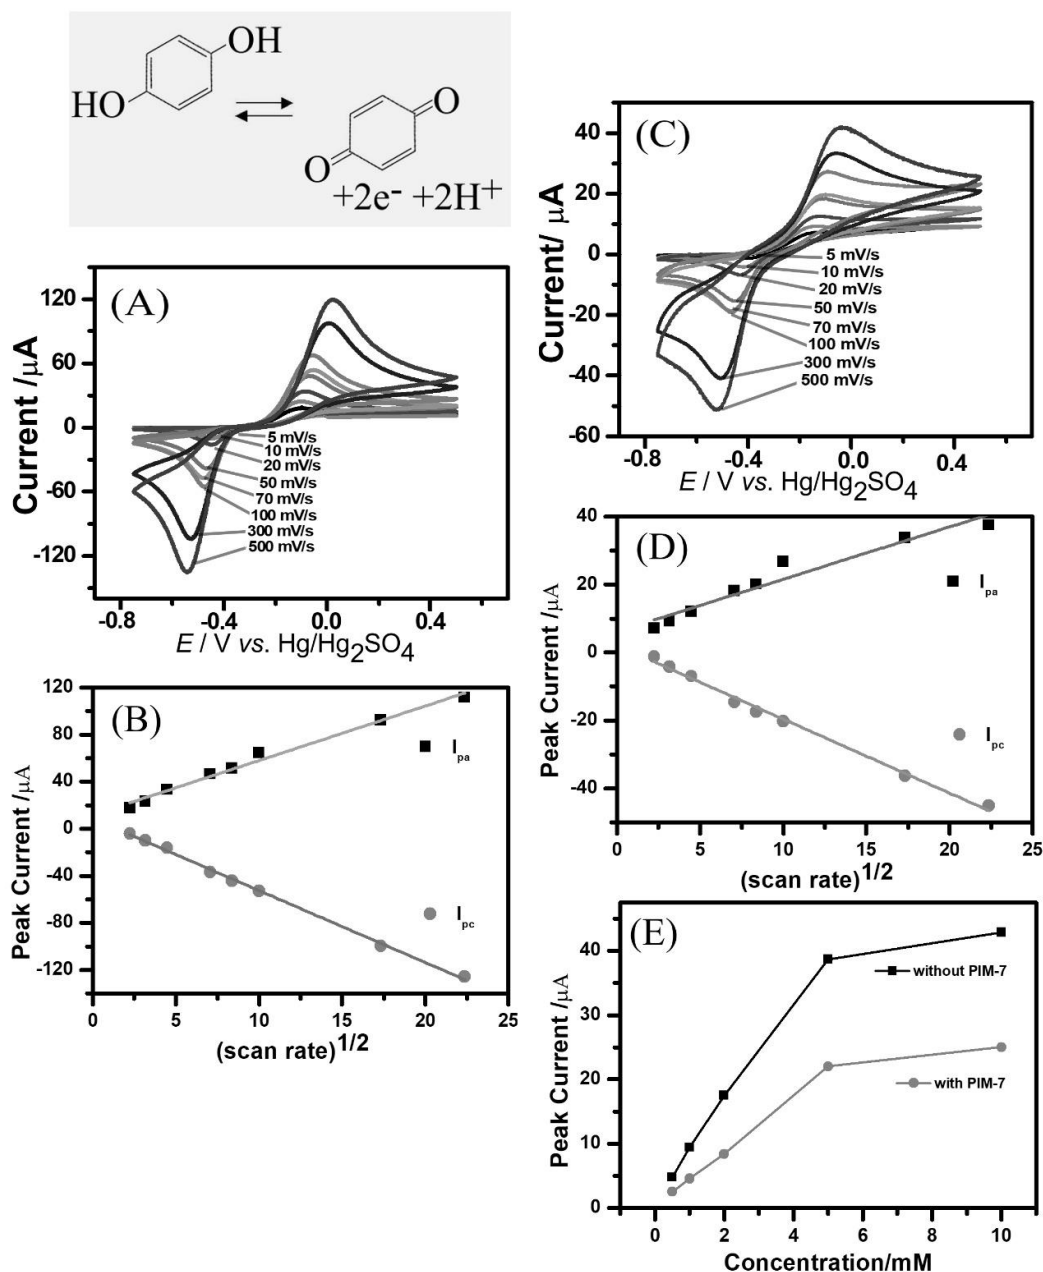 OH
HO
O
O
+2e- +2H+
(A)
120
60
0
-60
-120
Current /μA
5 mV/s
10 mV/s
20 mV/s
50 mV/s
70 mV/s
100 mV/s
300 mV/s
500 mV/s
-0.8 -0.4 0.0 0.4
E / V vs. Hg/Hg2SO4
(B)
120
80
40
0
-40
-80
-120
Peak Current /μA
Ipa
Ipc
0 5 10 15 20 25
(scan rate)1/2
(C)
40
20
0
-20
-40
-60
Current/ μA
5 mV/s
10 mV/s
20 mV/s
50 mV/s
70 mV/s
100 mV/s
300 mV/s
500 mV/s
-0.8 -0.4 0.0 0.4
E / V vs. Hg/Hg2SO4
(D)
40
20
0
-20
-40
Peak Current /μA
Ipa
Ipc
0 5 10 15 20 25
(scan rate)1/2
(E)
40
30
20
10
0
Peak Current /μA
without PIM-7
with PIM-7
0 2 4 6 8 10
Concentration/mM